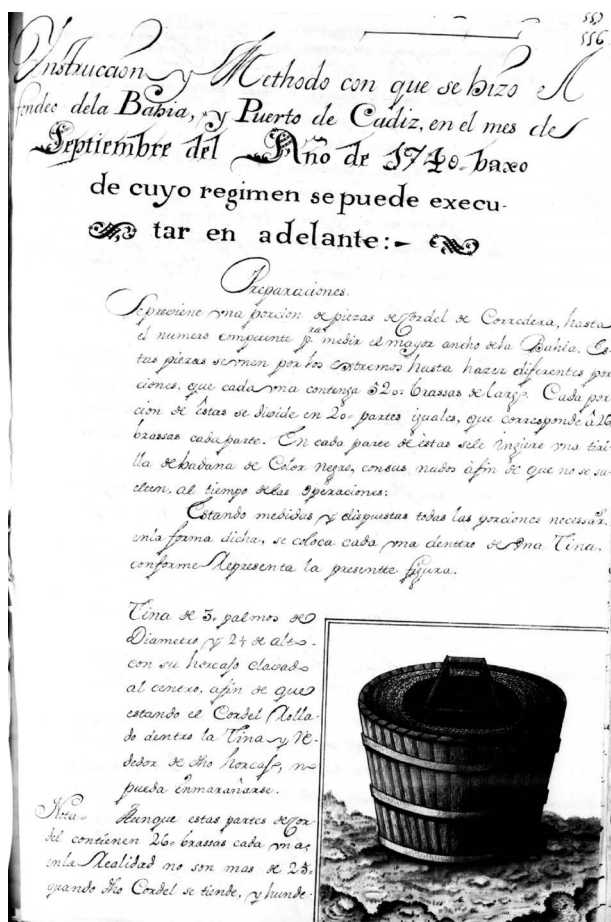 557
556
Instruccion y Methodo con que se hizo el
fondeo dela Bahia, y Puerto de Cadiz, en el mes de
Septiembre del Año de 1740. baxo
de cuyo regimen se puede execu-
tar en adelante:-
Preparaciones.
Se previene una porcion de piezas de Cordel de Corredera, hasta
el numero competente p.ra medir el mayor ancho de la Bahia. Es-
tas piezas se unen por los extremos hasta hazer diferentes por
ciones, que cada una contenga 520. brassas de largo. Cada por
cion de èstas se divide en 20. partes iguales, que corresponde â 26
brassas cada parte. En cada parte de èstas sele ingiere una tiri-
lla de badana de Color negro, con sus nudos àfin de que no se su-
elten, al tiempo delas Operaciones:
Estando medidas y dispuestas todas las porciones necessar.s
enla forma dicha, se coloca cada una dentro de una Tina,
conforme Representa la presentte figura.
Tina de 3. palmos de
Diametro y 2½ de alto.
con su horcaso clavado
al centro, àfin de que
estando el Cordel Rolla-
do dentro la Tina y Re-
dedor de dho horcaso, no
pueda enmarañarse.
Nota- Aunque estas partes de Cor
del contienen 26. brassas cada una,
enla Realidad no son mas de 25.
quando dho Cordel se tiende, y hunde-